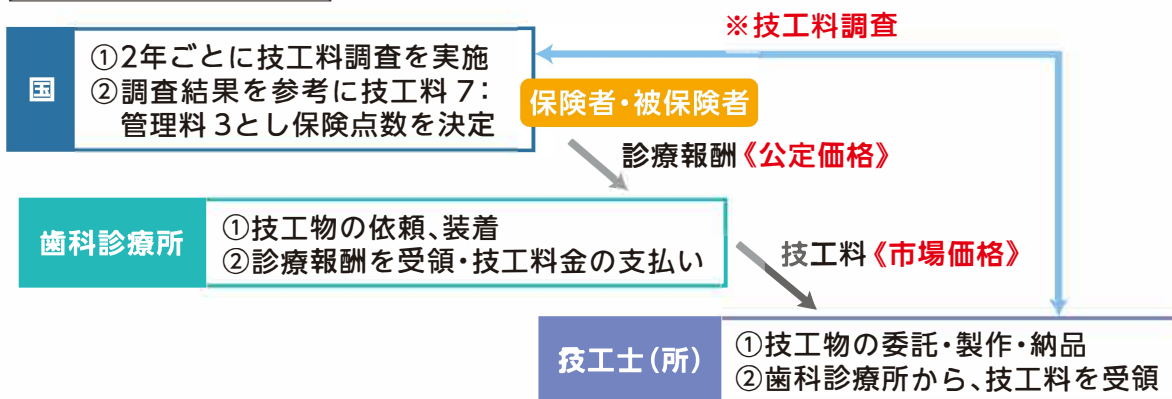 ※技工料調査
国
①2年ごとに技工料調査を実施
②調査結果を参考に技工料 7：
管理料 3とし保険点数を決定
保険者・被保険者
診療報酬《公定価格》
歯科診療所
①技工物の依頼、装着
②診療報酬を受領・技工料金の支払い
技工料《市場価格》
技工士（所）
①技工物の委託・製作・納品
②歯科診療所から、技工料を受領